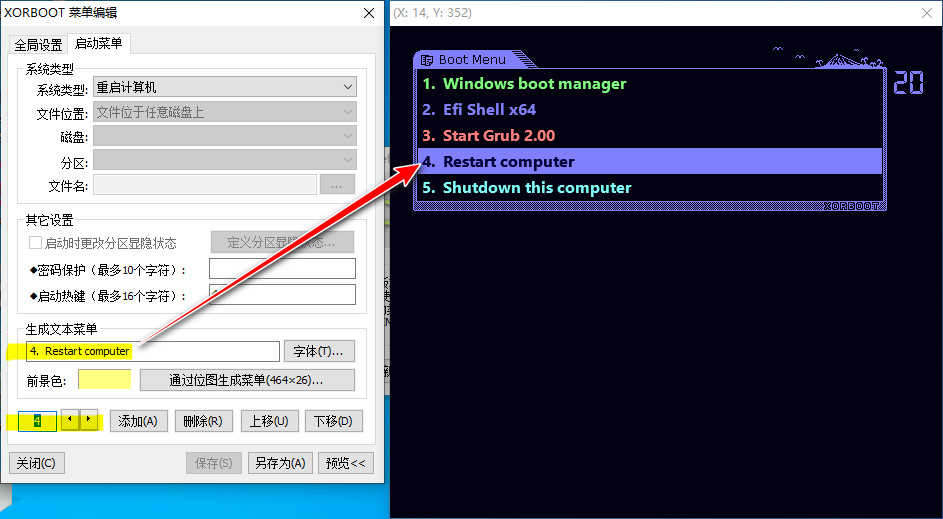 XORBOOT 菜单编辑
全局设置
启动菜单
系统类型
系统类型:
重启计算机
文件位置:
文件位于任意磁盘上
磁盘:
分区:
文件名:
...
其它设置
启动时更改分区显隐状态
定义分区显隐状态...
◆密码保护（最多10个字符）:
◆启动热键（最多16个字符）:
生成文本菜单
4. Restart computer
字体(T)...
前景色:
通过位图生成菜单(464×26)...
4
添加(A)
删除(R)
上移(U)
下移(D)
关闭(C)
保存(S)
另存为(A)
预览<<
(X: 14, Y: 352)
Boot Menu
20
1. Windows boot manager
2. Efi Shell x64
3. Start Grub 2.00
4. Restart computer
5. Shutdown this computer
XORBOOT